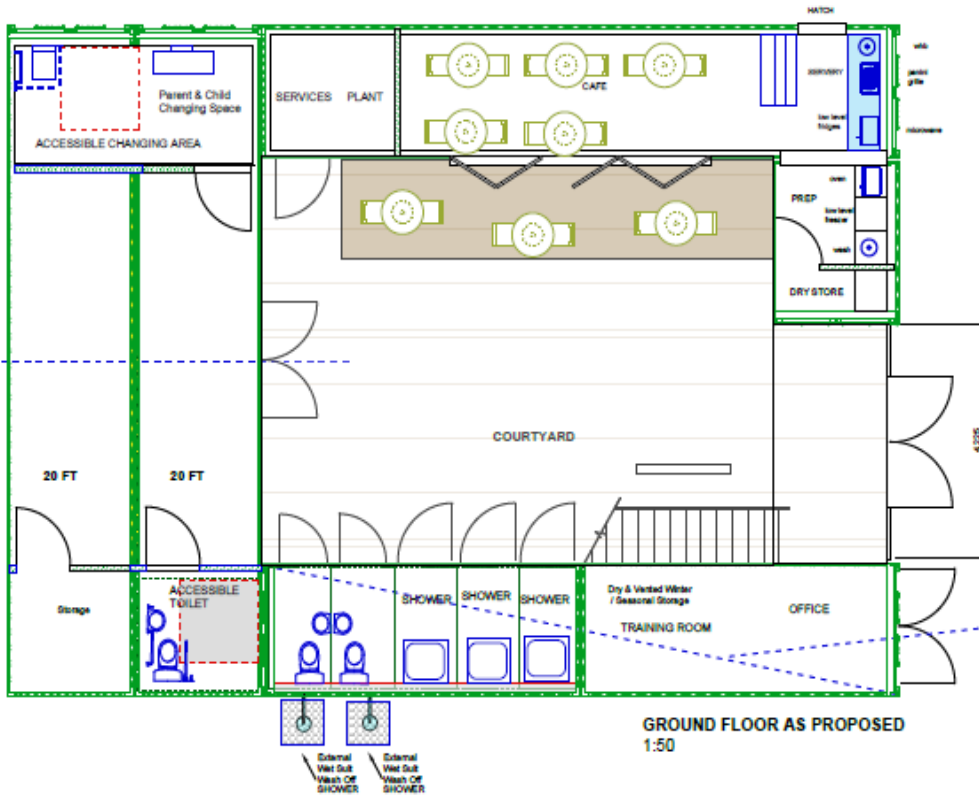 HATCH
SERVICES PLANT
CAFE
SERVERY
whb
panini
grille
low level
fridges
microwave
Parent & Child
Changing Space
ACCESSIBLE CHANGING AREA
oven
PREP
low level
freezer
wash
DRY STORE
COURTYARD
4225
20 FT
20 FT
Storage
ACCESSIBLE
TOILET
SHOWER
SHOWER
SHOWER
Dry & Vented Winter
/ Seasonal Storage
TRAINING ROOM
OFFICE
GROUND FLOOR AS PROPOSED
1:50
External
Wet Suit
Wash Off
SHOWER
External
Wet Suit
Wash Off
SHOWER